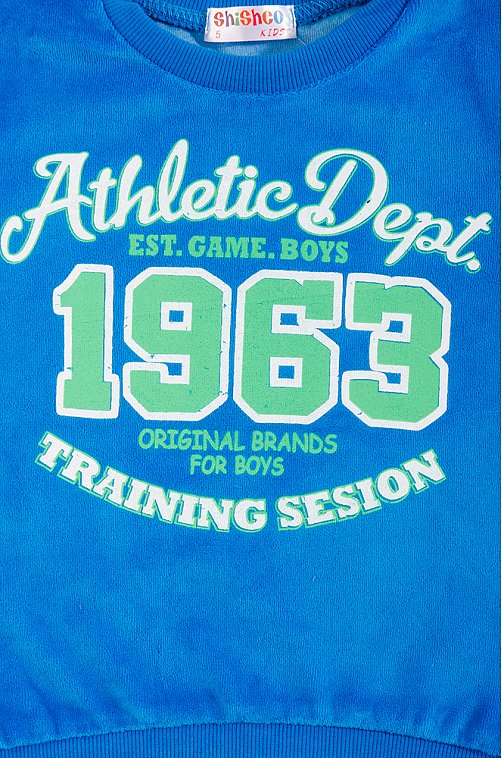 Shishco
5 KIDS
Athletic Dept.
EST. GAME. BOYS
1963
ORIGINAL BRANDS
FOR BOYS
TRAINING SESION